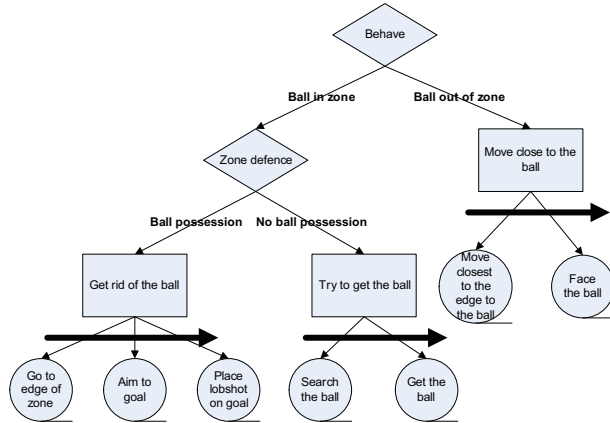 Behave
Ball in zone
Ball out of zone
Zone defence
Move close to the
ball
Ball possession
No ball possession
Get rid of the ball
Try to get the ball
Move
closest
to the
edge to
the ball
Face
the ball
Go to
edge of
zone
Aim to
goal
Place
lobshot
on goal
Search
the ball
Get the
ball